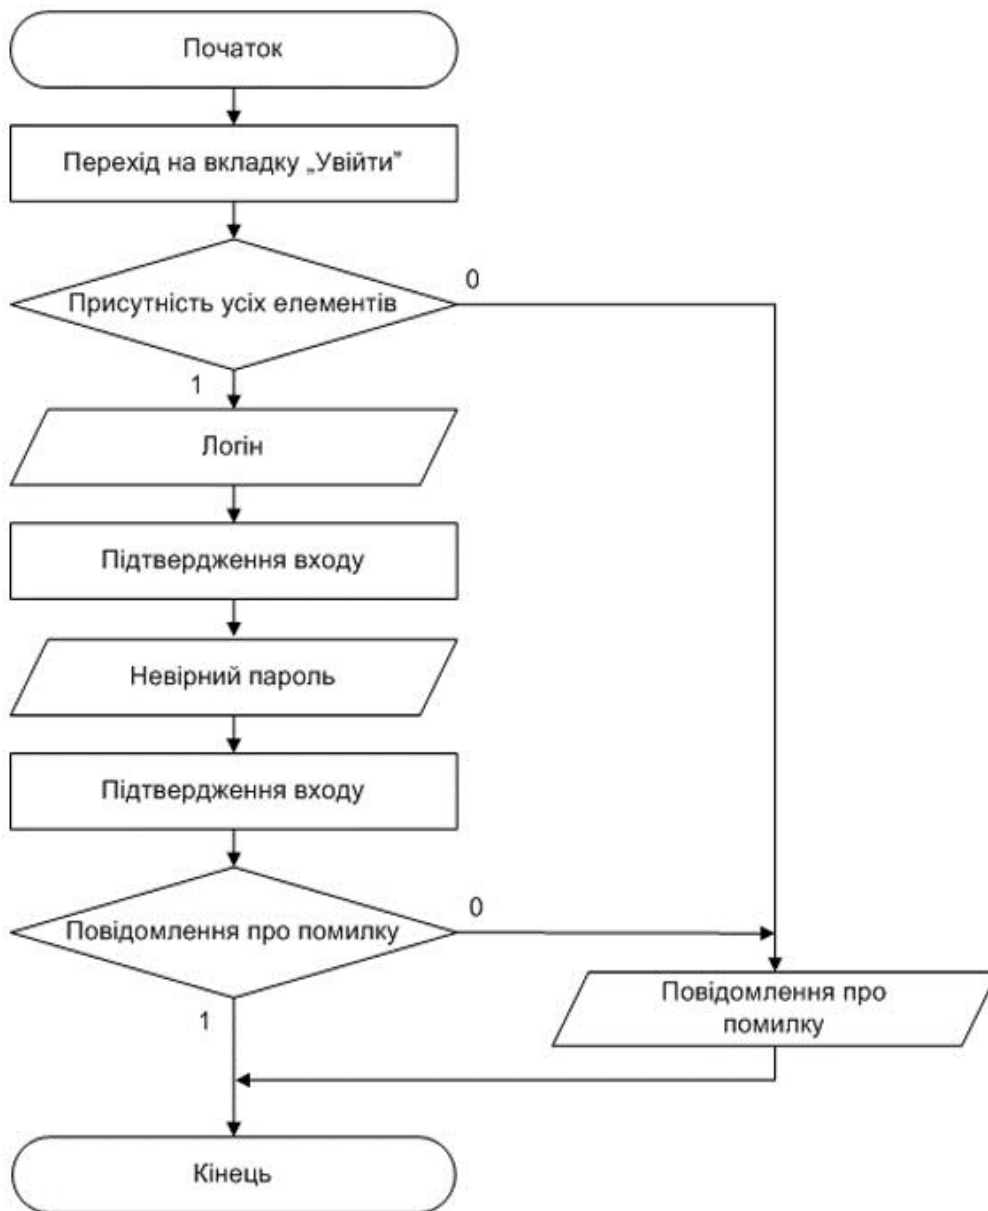 Початок
Перехід на вкладку „Увійти”
Присутність усіх елементів
0
1
Логін
Підтвердження входу
Невірний пароль
Підтвердження входу
Повідомлення про помилку
0
1
Повідомлення про
помилку
Кінець